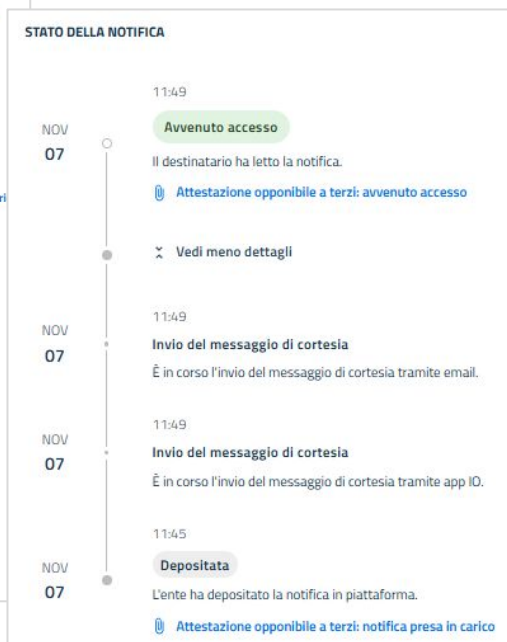 STATO DELLA NOTIFICA
11:49
NOV
07
Avvenuto accesso
Il destinatario ha letto la notifica.
Attestazione opponibile a terzi: avvenuto accesso
Vedi meno dettagli
11:49
NOV
07
Invio del messaggio di cortesia
È in corso l'invio del messaggio di cortesia tramite email.
11:49
NOV
07
Invio del messaggio di cortesia
È in corso l'invio del messaggio di cortesia tramite app IO.
11:45
NOV
07
Depositata
L'ente ha depositato la notifica in piattaforma.
Attestazione opponibile a terzi: notifica presa in carico